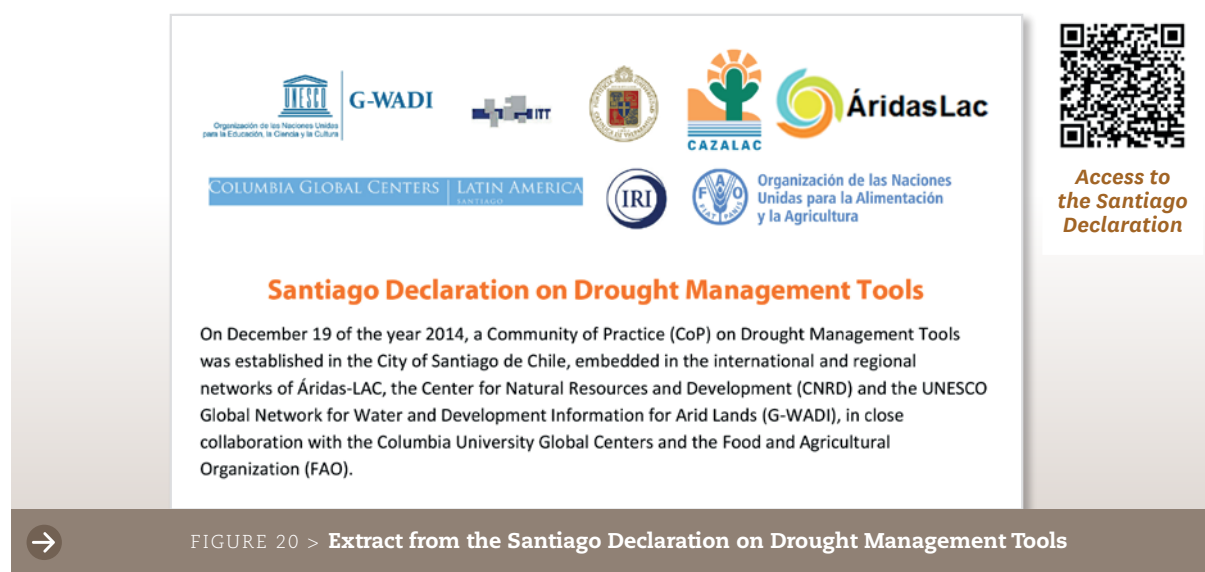 UNESCO
Organización de las Naciones Unidas
para la Educación, la Ciencia y la Cultura
G-WADI
ITT
CAZALAC
ÁridasLac
COLUMBIA GLOBAL CENTERS | LATIN AMERICA
SANTIAGO
IRI
FAO
FIAT PANIS
Organización de las Naciones
Unidas para la Alimentación
y la Agricultura
Access to
the Santiago
Declaration
Santiago Declaration on Drought Management Tools
On December 19 of the year 2014, a Community of Practice (CoP) on Drought Management Tools
was established in the City of Santiago de Chile, embedded in the international and regional
networks of Áridas-LAC, the Center for Natural Resources and Development (CNRD) and the UNESCO
Global Network for Water and Development Information for Arid Lands (G-WADI), in close
collaboration with the Columbia University Global Centers and the Food and Agricultural
Organization (FAO).
FIGURE 20 > Extract from the Santiago Declaration on Drought Management Tools